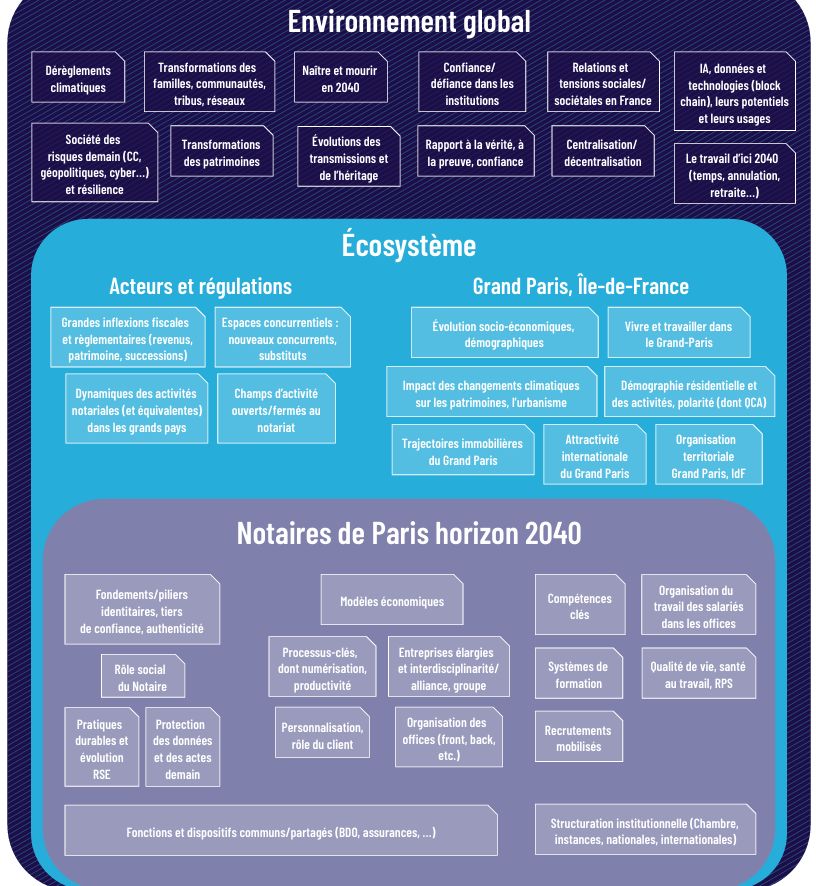 Environnement global
Dérèglements
climatiques
Transformations des
familles, communautés,
tribus, réseaux
Naître et mourir
en 2040
Confiance/
défiance dans les
institutions
Relations et
tensions sociales/
sociétales en France
IA, données et
technologies (block
chain), leurs potentiels
et leurs usages
Société des
risques demain (CC,
géopolitiques, cyber...)
et résilience
Transformations
des patrimoines
Évolutions des
transmissions et
de l'héritage
Rapport à la vérité, à
la preuve, confiance
Centralisation/
décentralisation
Le travail d'ici 2040
(temps, annulation,
retraite...)
Écosystème
Acteurs et régulations
Grandes inflexions fiscales
et règlementaires (revenus,
patrimoine, successions)
Espaces concurrentiels :
nouveaux concurrents,
substituts
Dynamiques des activités
notariales (et équivalentes)
dans les grands pays
Champs d'activité
ouverts/fermés au
notariat
Grand Paris, Île-de-France
Évolution socio-économiques,
démographiques
Vivre et travailler dans
le Grand-Paris
Impact des changements climatiques
sur les patrimoines, l'urbanisme
Démographie résidentielle et
des activités, polarité (dont QCA)
Trajectoires immobilières
du Grand Paris
Attractivité
internationale
du Grand Paris
Organisation
territoriale
Grand Paris, IdF
Notaires de Paris horizon 2040
Fondements/piliers
identitaires, tiers
de confiance, authenticité
Rôle social
du Notaire
Pratiques
durables et
évolution
RSE
Protection
des données
et des actes
demain
Modèles économiques
Processus-clés,
dont numérisation,
productivité
Entreprises élargies
et interdisciplinarité/
alliance, groupe
Personnalisation,
rôle du client
Organisation des
offices (front, back,
etc.)
Compétences
clés
Organisation du
travail des salariés
dans les offices
Systèmes de
formation
Qualité de vie, santé
au travail, RPS
Recrutements
mobilisés
Fonctions et dispositifs communs/partagés (BDD, assurances, ...)
Structuration institutionnelle (Chambre,
instances, nationales, internationales)